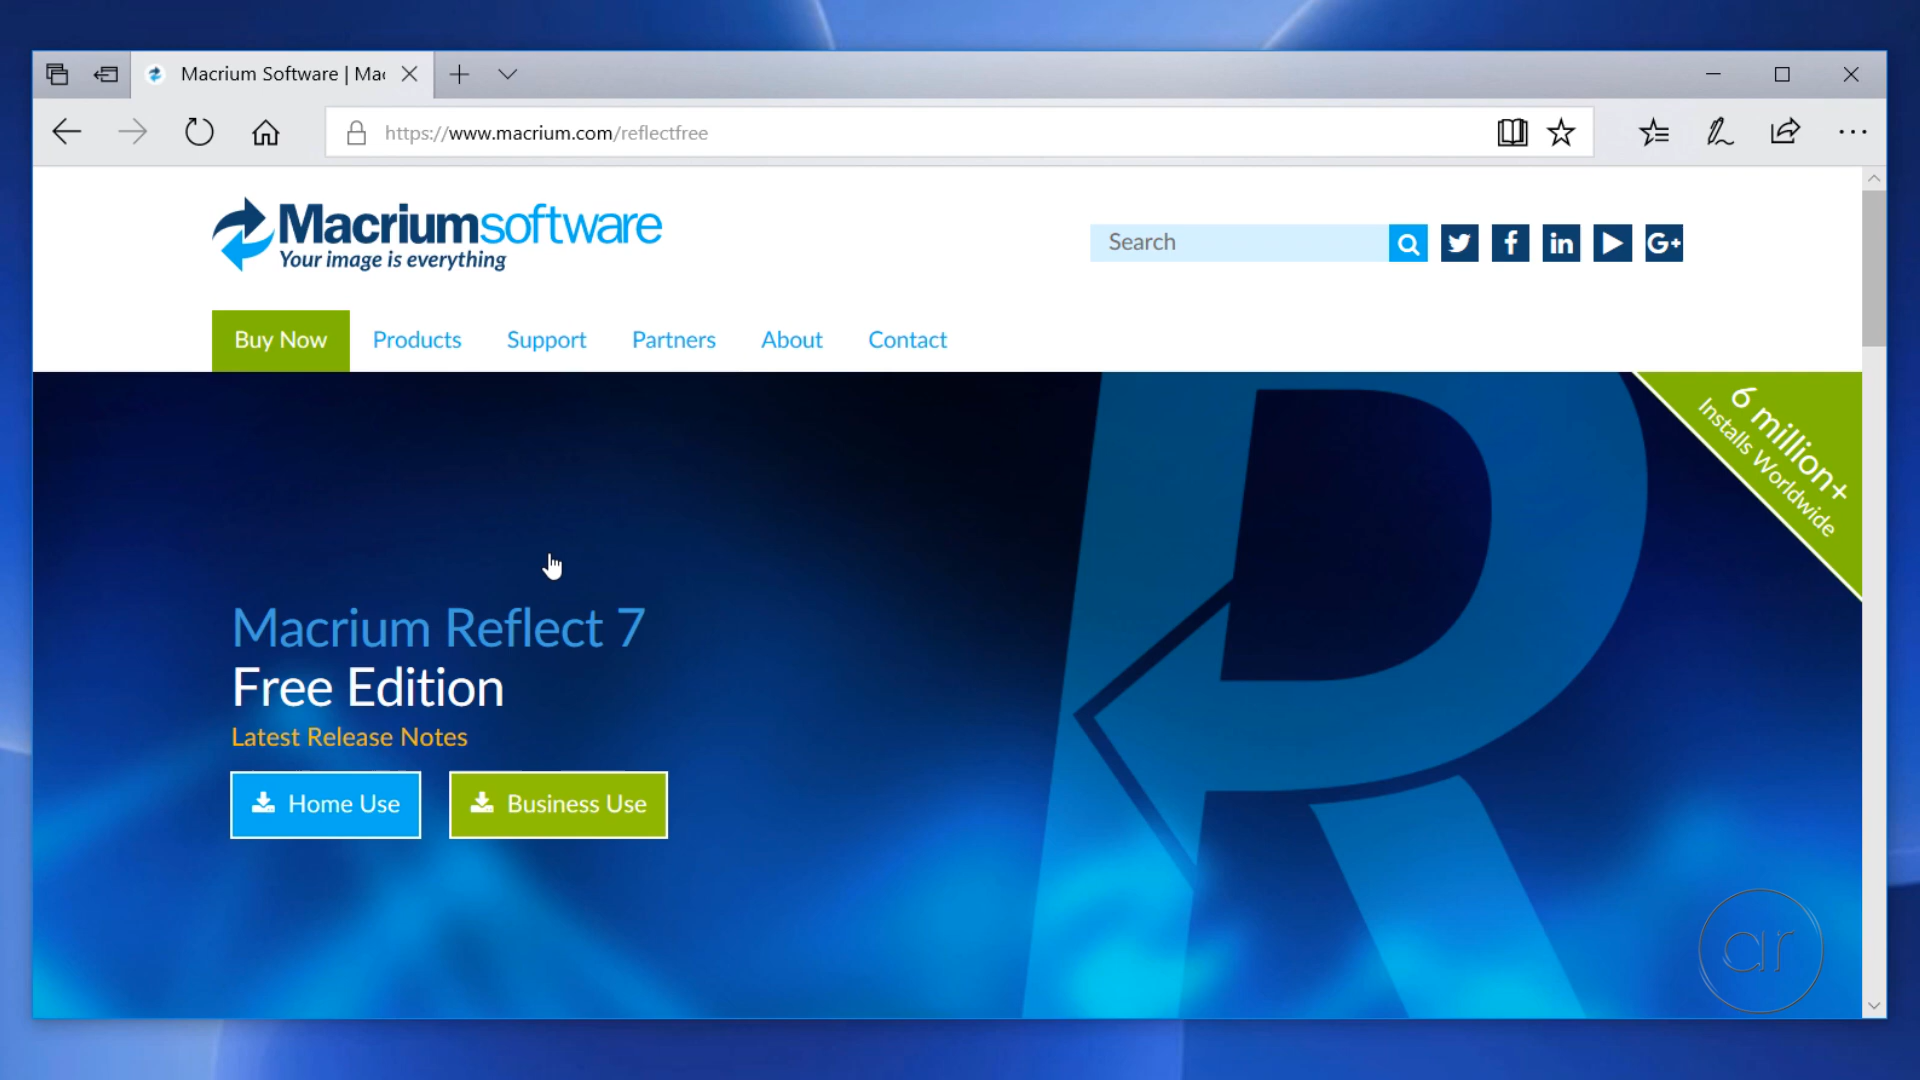 Macrium Software | Mac
https://www.macrium.com/reflectfree
Macriumsoftware
Your image is everything
Search
G+
Buy Now
Products
Support
Partners
About
Contact
6 million+
Installs Worldwide
Macrium Reflect 7
Free Edition
Latest Release Notes
Home Use
Business Use
ar